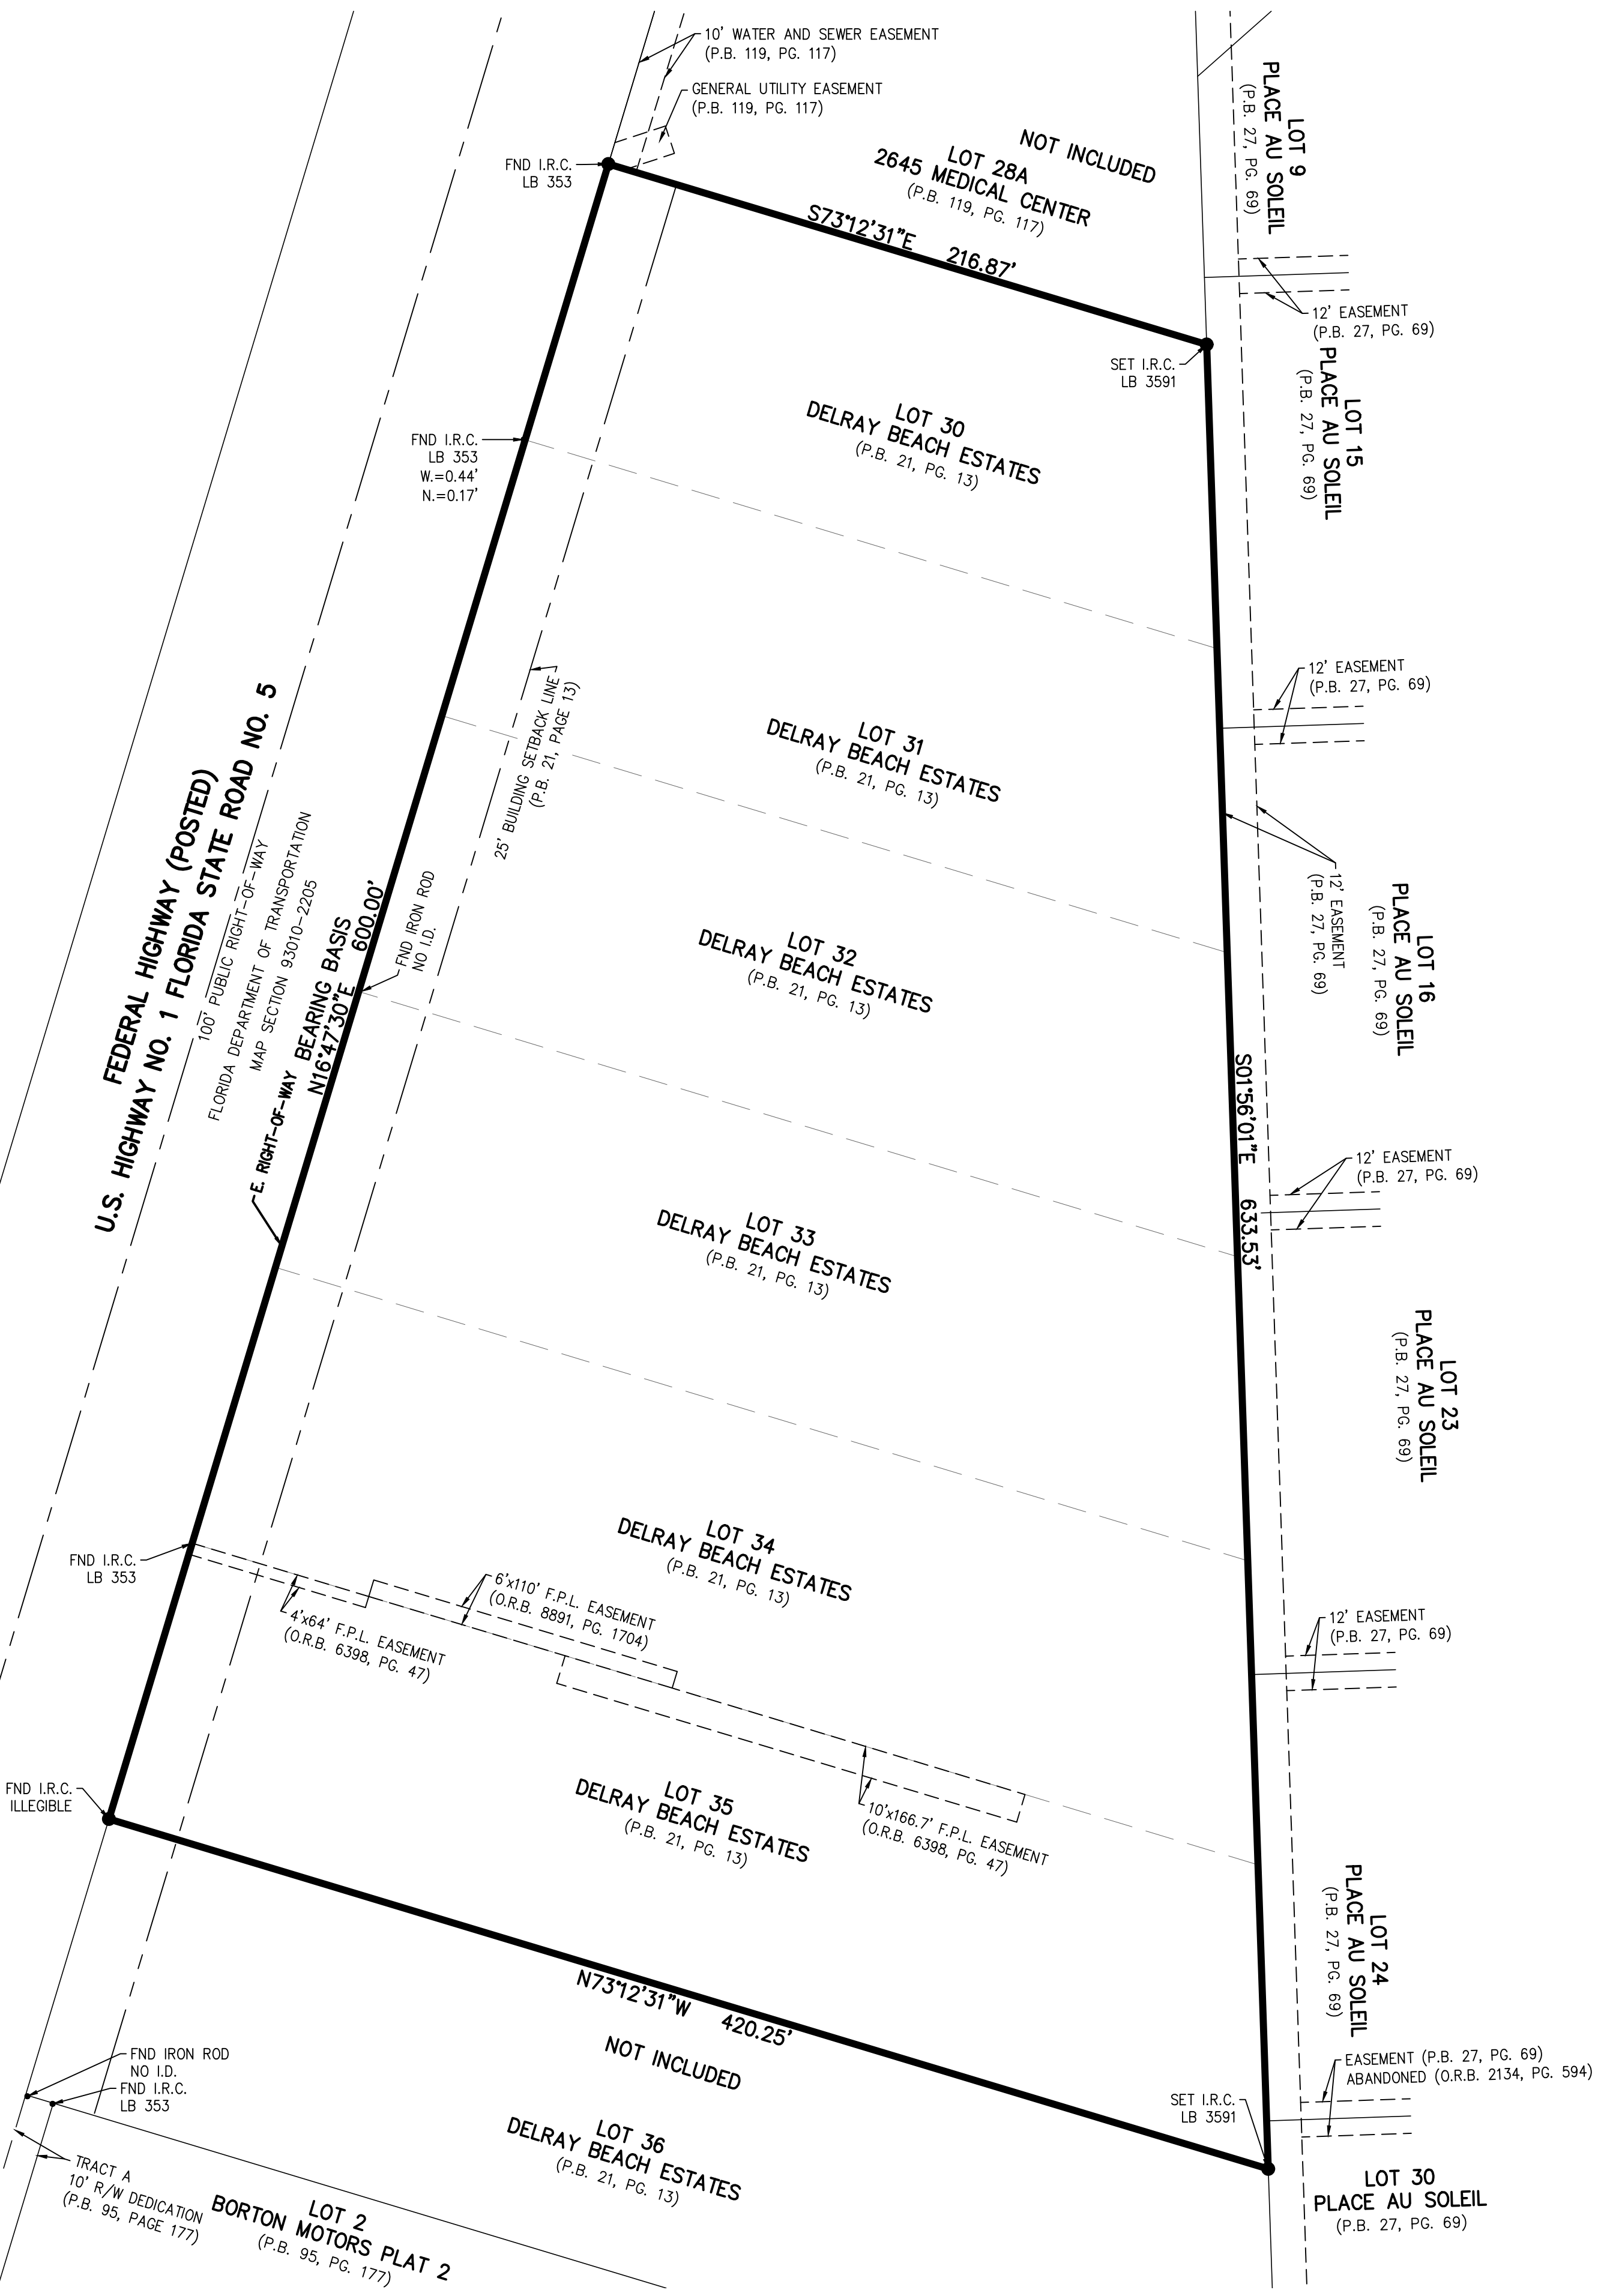 10' WATER AND SEWER EASEMENT
(P.B. 119, PG. 117)
GENERAL UTILITY EASEMENT
(P.B. 119, PG. 117)
FND I.R.C.
LB 353
NOT INCLUDED
LOT 28A
2645 MEDICAL CENTER
(P.B. 119, PG. 117)
S73°12'31"E 216.87'
LOT 9
PLACE AU SOLEIL
(P.B. 27, PG. 69)
12' EASEMENT
(P.B. 27, PG. 69)
SET I.R.C.
LB 3591
LOT 15
PLACE AU SOLEIL
(P.B. 27, PG. 69)
FND I.R.C.
LB 353
W.=0.44'
N.=0.17'
LOT 30
DELRAY BEACH ESTATES
(P.B. 21, PG. 13)
12' EASEMENT
(P.B. 27, PG. 69)
25' BUILDING SETBACK LINE
(P.B. 21, PAGE 13)
LOT 31
DELRAY BEACH ESTATES
(P.B. 21, PG. 13)
FEDERAL HIGHWAY (POSTED)
U.S. HIGHWAY NO. 1 FLORIDA STATE ROAD NO. 5
100' PUBLIC RIGHT-OF-WAY
FLORIDA DEPARTMENT OF TRANSPORTATION
MAP SECTION 93010-2205
E. RIGHT-OF-WAY BEARING BASIS
N16°47'30"E 600.00'
FND IRON ROD
NO I.D.
12' EASEMENT
(P.B. 27, PG. 69)
LOT 16
PLACE AU SOLEIL
(P.B. 27, PG. 69)
LOT 32
DELRAY BEACH ESTATES
(P.B. 21, PG. 13)
S01°56'01"E 633.53'
12' EASEMENT
(P.B. 27, PG. 69)
LOT 33
DELRAY BEACH ESTATES
(P.B. 21, PG. 13)
LOT 23
PLACE AU SOLEIL
(P.B. 27, PG. 69)
FND I.R.C.
LB 353
LOT 34
DELRAY BEACH ESTATES
(P.B. 21, PG. 13)
6'x110' F.P.L. EASEMENT
(O.R.B. 8891, PG. 1704)
4'x64' F.P.L. EASEMENT
(O.R.B. 6398, PG. 47)
12' EASEMENT
(P.B. 27, PG. 69)
FND I.R.C.
ILLEGIBLE
LOT 35
DELRAY BEACH ESTATES
(P.B. 21, PG. 13)
10'x166.7' F.P.L. EASEMENT
(O.R.B. 6398, PG. 47)
LOT 24
PLACE AU SOLEIL
(P.B. 27, PG. 69)
N73°12'31"W 420.25'
NOT INCLUDED
FND IRON ROD
NO I.D.
FND I.R.C.
LB 353
EASEMENT (P.B. 27, PG. 69)
ABANDONED (O.R.B. 2134, PG. 594)
SET I.R.C.
LB 3591
LOT 36
DELRAY BEACH ESTATES
(P.B. 21, PG. 13)
TRACT A
10' R/W DEDICATION
(P.B. 95, PAGE 177)
LOT 2
BORTON MOTORS PLAT 2
(P.B. 95, PG. 177)
LOT 30
PLACE AU SOLEIL
(P.B. 27, PG. 69)